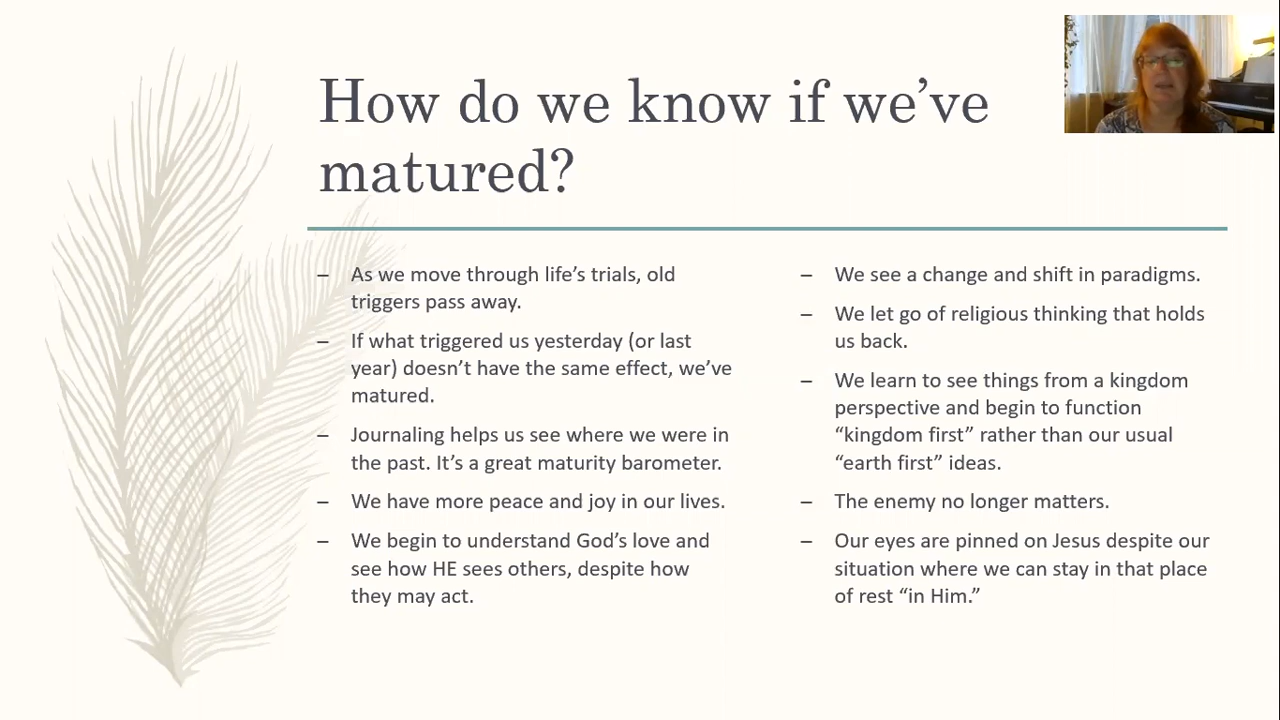 How do we know if we’ve
matured?
– As we move through life’s trials, old
triggers pass away.
– If what triggered us yesterday (or last
year) doesn’t have the same effect, we’ve
matured.
– Journaling helps us see where we were in
the past. It’s a great maturity barometer.
– We have more peace and joy in our lives.
– We begin to understand God’s love and
see how HE sees others, despite how
they may act.
– We see a change and shift in paradigms.
– We let go of religious thinking that holds
us back.
– We learn to see things from a kingdom
perspective and begin to function
“kingdom first” rather than our usual
“earth first” ideas.
– The enemy no longer matters.
– Our eyes are pinned on Jesus despite our
situation where we can stay in that place
of rest “in Him.”